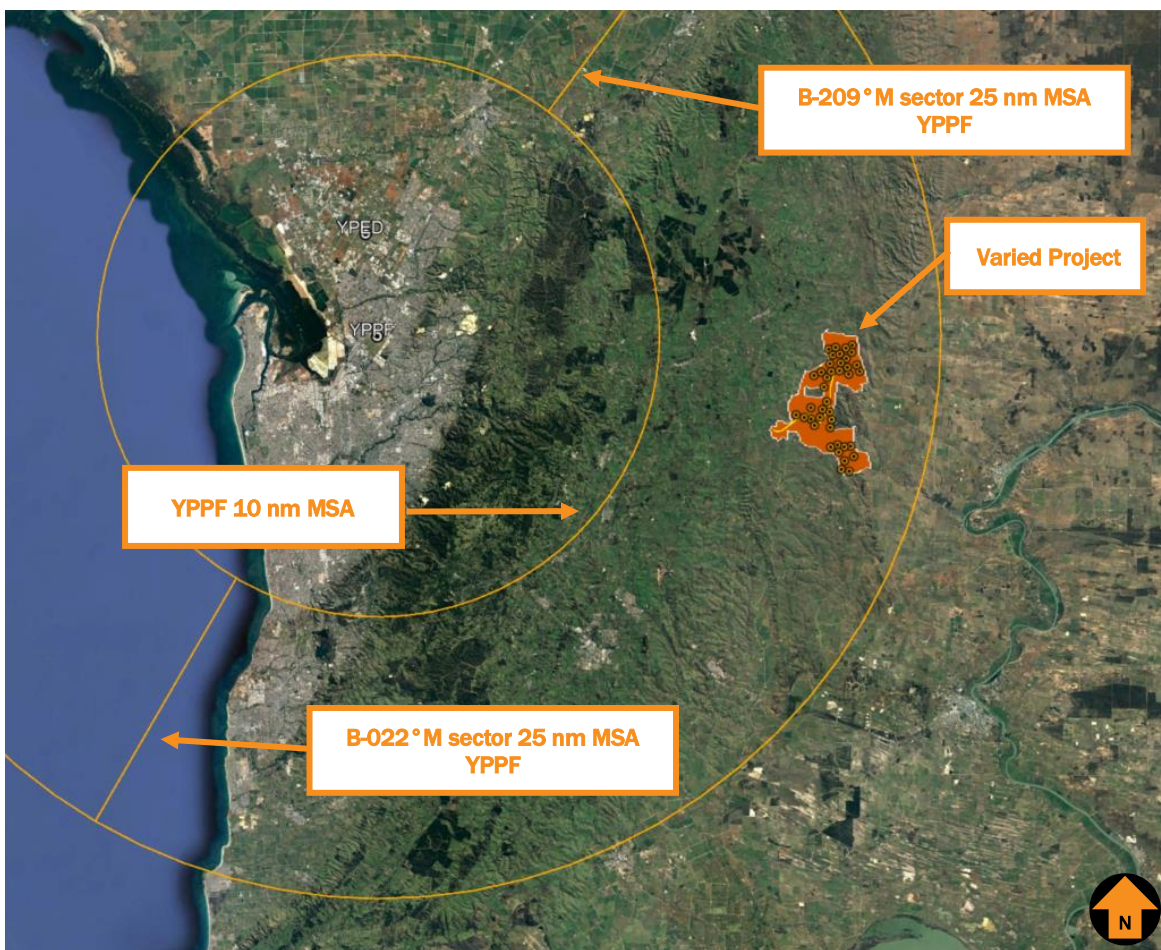 B-209°M sector 25 nm MSA
YPPF
Varied Project
YPED
YPPF
YPPF 10 nm MSA
B-022°M sector 25 nm MSA
YPPF
N